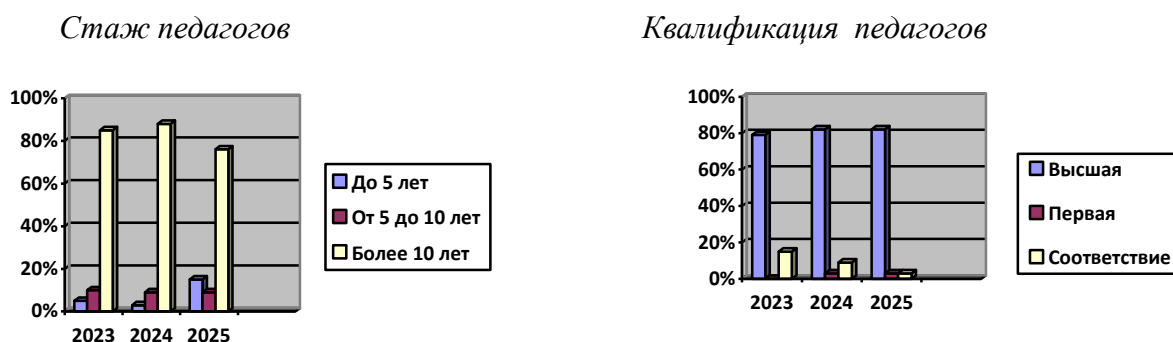 Стаж педагогов
100%
80%
60%
40%
20%
0%
2023 2024 2025
До 5 лет
От 5 до 10 лет
Более 10 лет
Квалификация педагогов
100%
80%
60%
40%
20%
0%
2023 2024 2025
Высшая
Первая
Соответствие